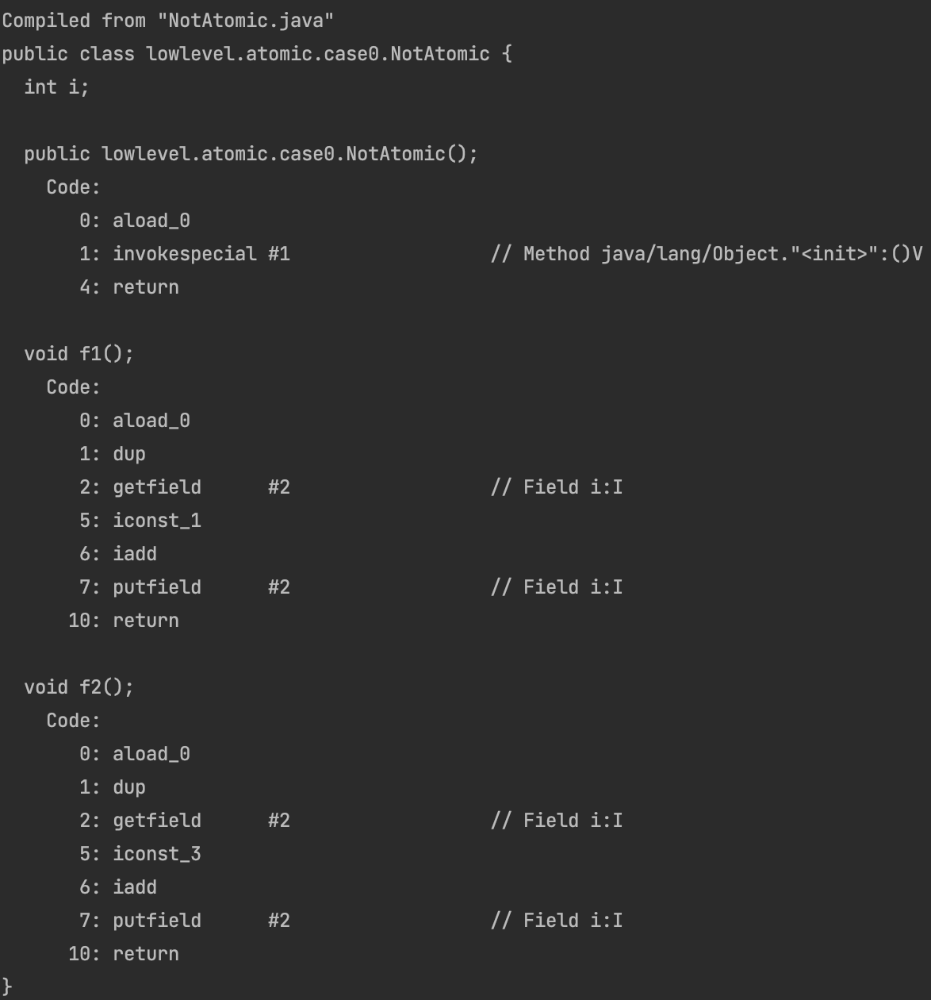 Compiled from "NotAtomic.java"
public class lowlevel.atomic.case0.NotAtomic {
  int i;

  public lowlevel.atomic.case0.NotAtomic();
    Code:
       0: aload_0
       1: invokespecial #1                  // Method java/lang/Object."<init>":()V
       4: return

  void f1();
    Code:
       0: aload_0
       1: dup
       2: getfield      #2                  // Field i:I
       5: iconst_1
       6: iadd
       7: putfield      #2                  // Field i:I
      10: return

  void f2();
    Code:
       0: aload_0
       1: dup
       2: getfield      #2                  // Field i:I
       5: iconst_3
       6: iadd
       7: putfield      #2                  // Field i:I
      10: return
}